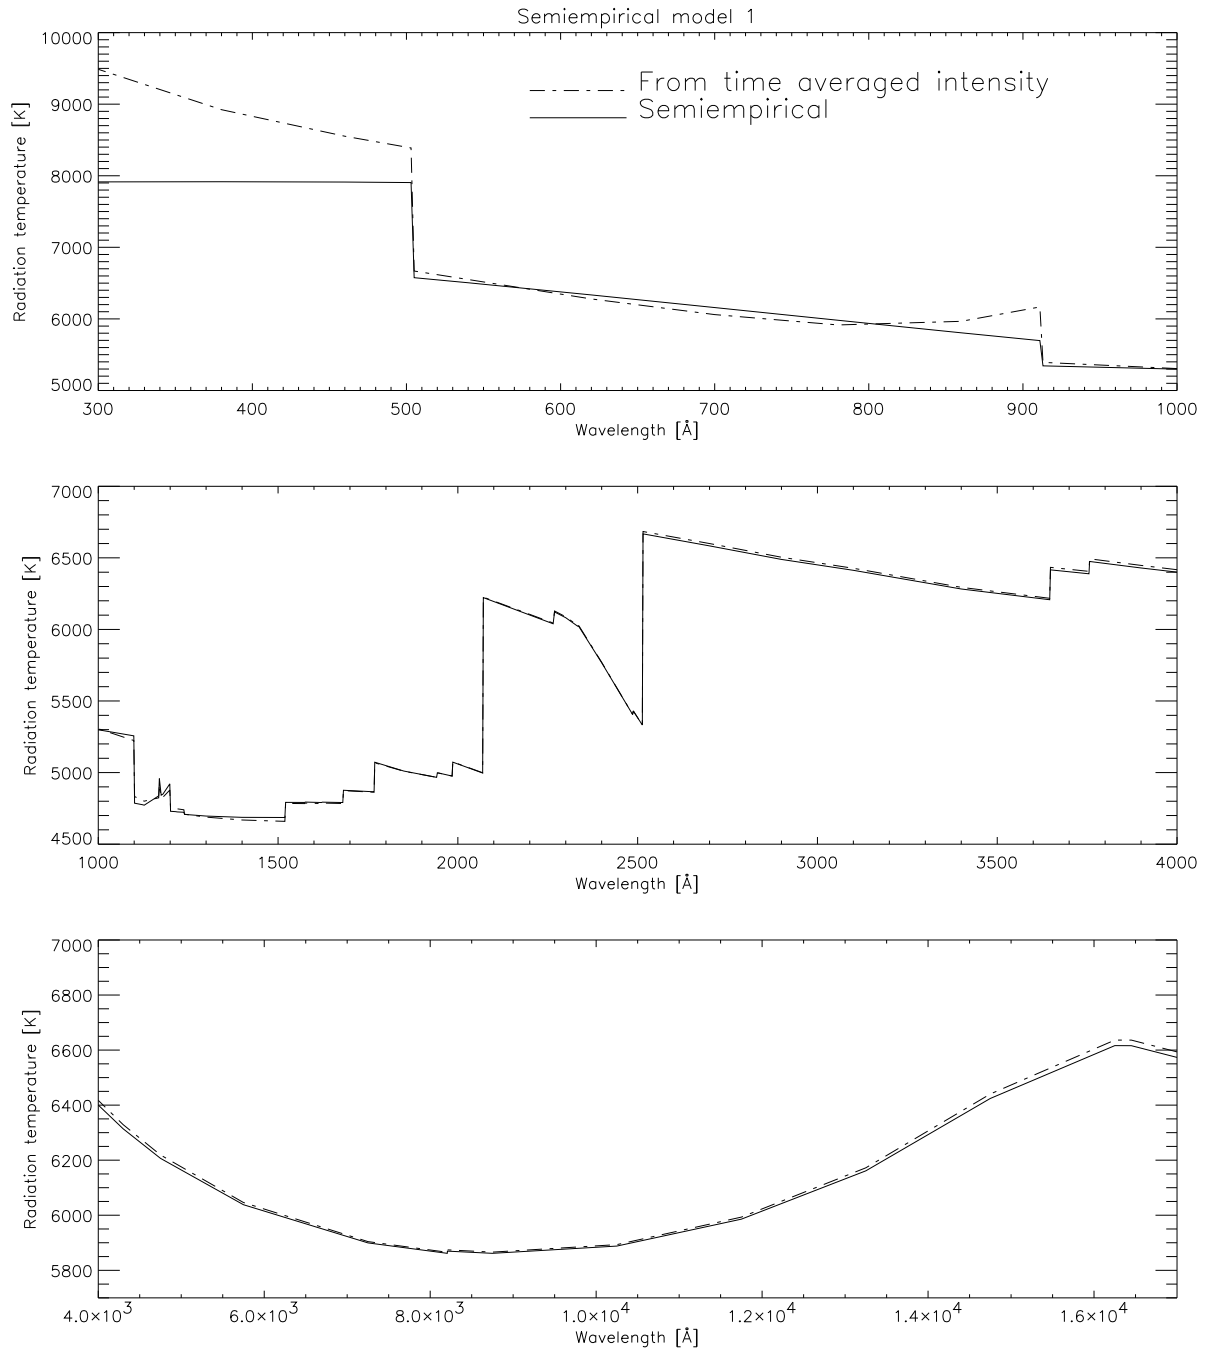 Semiempirical model 1
10000
9000
8000
7000
6000
5000
Radiation temperature [K]
From time averaged intensity
Semiempirical
300 400 500 600 700 800 900 1000
Wavelength [Å]
7000
6500
6000
5500
5000
4500
Radiation temperature [K]
1000 1500 2000 2500 3000 3500 4000
Wavelength [Å]
7000
6800
6600
6400
6200
6000
5800
Radiation temperature [K]
4.0×10³ 6.0×10³ 8.0×10³ 1.0×10⁴ 1.2×10⁴ 1.4×10⁴ 1.6×10⁴
Wavelength [Å]